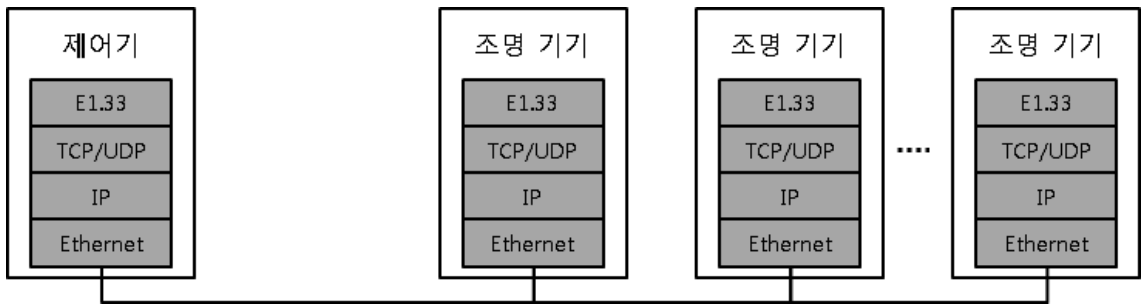 제어기
E1.33
TCP/UDP
IP
Ethernet
조명 기기
E1.33
TCP/UDP
IP
Ethernet
조명 기기
E1.33
TCP/UDP
IP
Ethernet
....
조명 기기
E1.33
TCP/UDP
IP
Ethernet